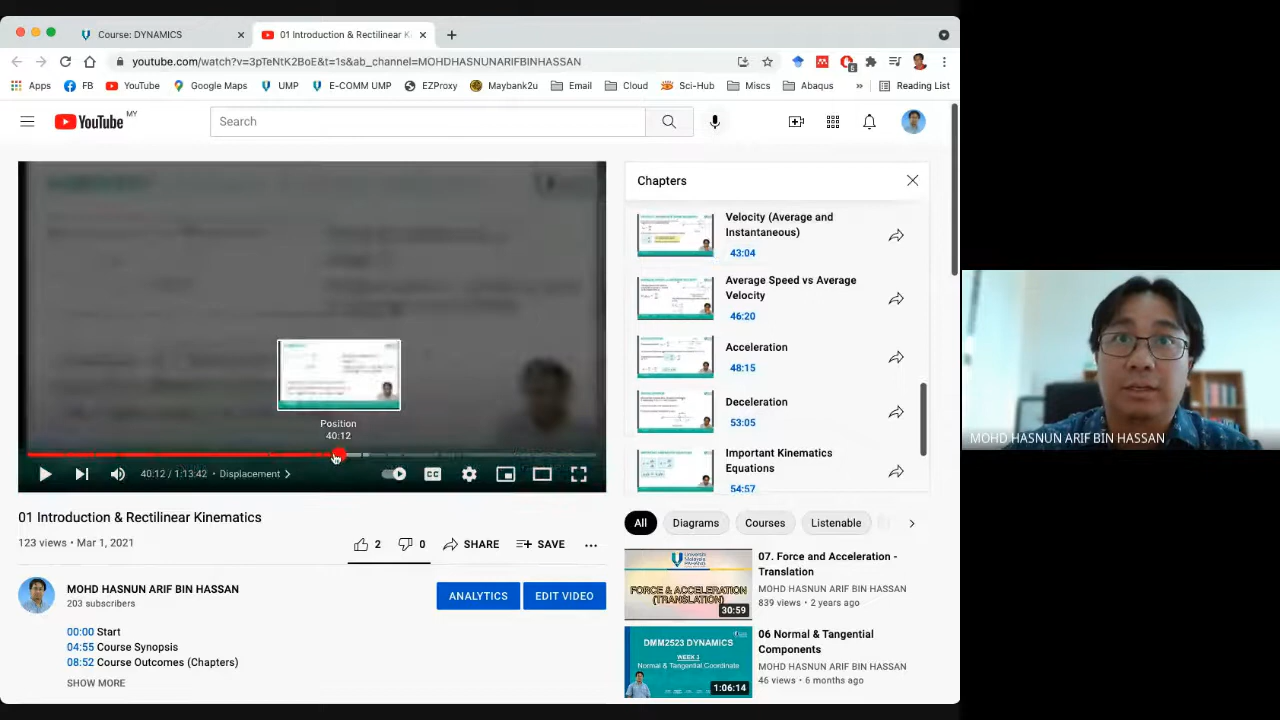 Course: DYNAMICS
01 Introduction & Rectilinear K
youtube.com/watch?v=3pTeNtK2BoE&t=1s&ab_channel=MOHDHASNUNARIFBINHASSAN
6
Apps FB YouTube Google Maps UMP E-COMM UMP EZProxy Maybank2u Email Cloud Sci-Hub Miscs Abaqus » Reading List
YouTube MY
Search
Chapters
Velocity (Average and
Instantaneous)
43:04
Average Speed vs Average
Velocity
46:20
Acceleration
48:15
Deceleration
53:05
Important Kinematics
Equations
54:57
Position
40:12
40:12 / 1:13:42 • Displacement
CC
01 Introduction & Rectilinear Kinematics
123 views • Mar 1, 2021
2 0 SHARE SAVE
MOHD HASNUN ARIF BIN HASSAN
203 subscribers
ANALYTICS EDIT VIDEO
00:00 Start
04:55 Course Synopsis
08:52 Course Outcomes (Chapters)
SHOW MORE
All Diagrams Courses Listenable
FORCE & ACCELERATION
(TRANSLATION)
30:59
07. Force and Acceleration -
Translation
MOHD HASNUN ARIF BIN HASSAN
839 views • 2 years ago
DMM2523 DYNAMICS
WEEK 3
Normal & Tangential Coordinate
1:06:14
06 Normal & Tangential
Components
MOHD HASNUN ARIF BIN HASSAN
46 views • 6 months ago
MOHD HASNUN ARIF BIN HASSAN